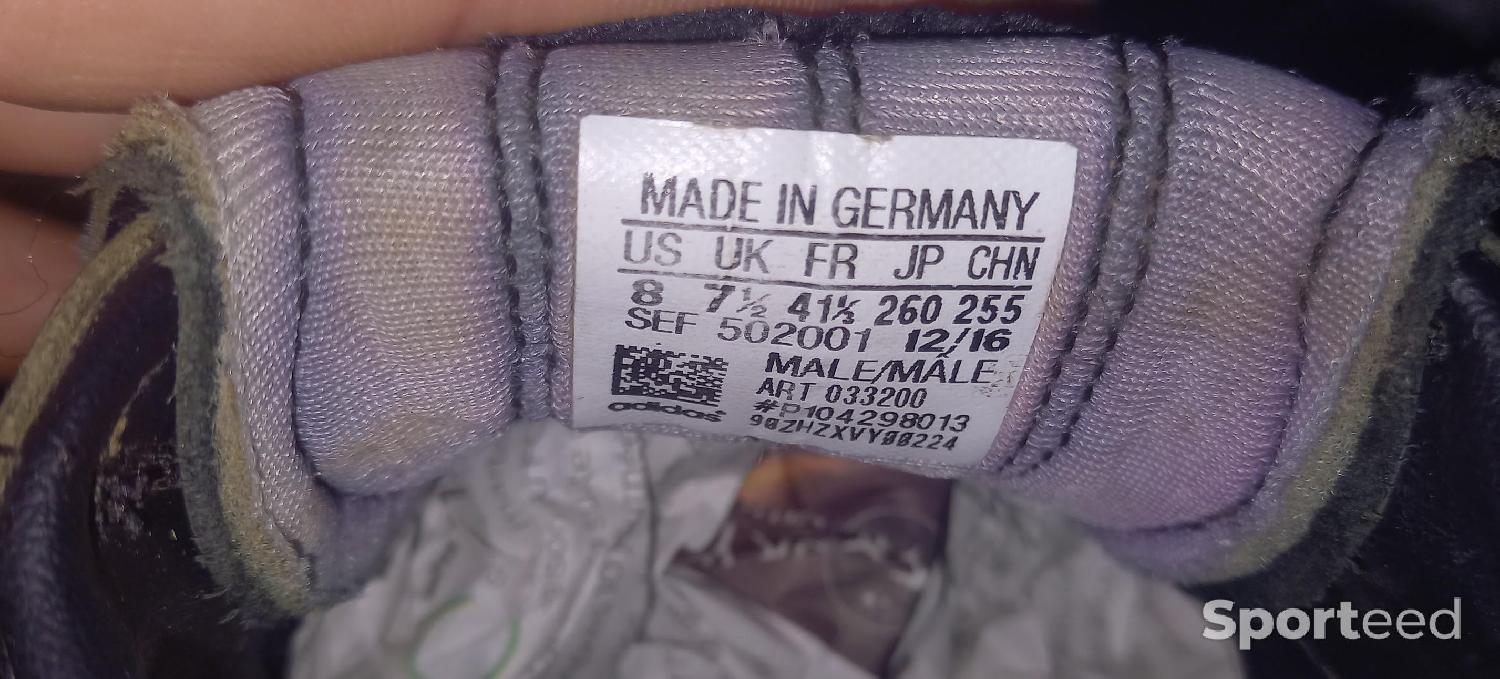 MADE IN GERMANY
US UK FR JP CHN
8 7½ 41⅓ 260 255
SEF 502001 12/16
MALE/MÂLE
ART 033200
adidas
#P104298013
90ZHZXVY00224
Sporteed